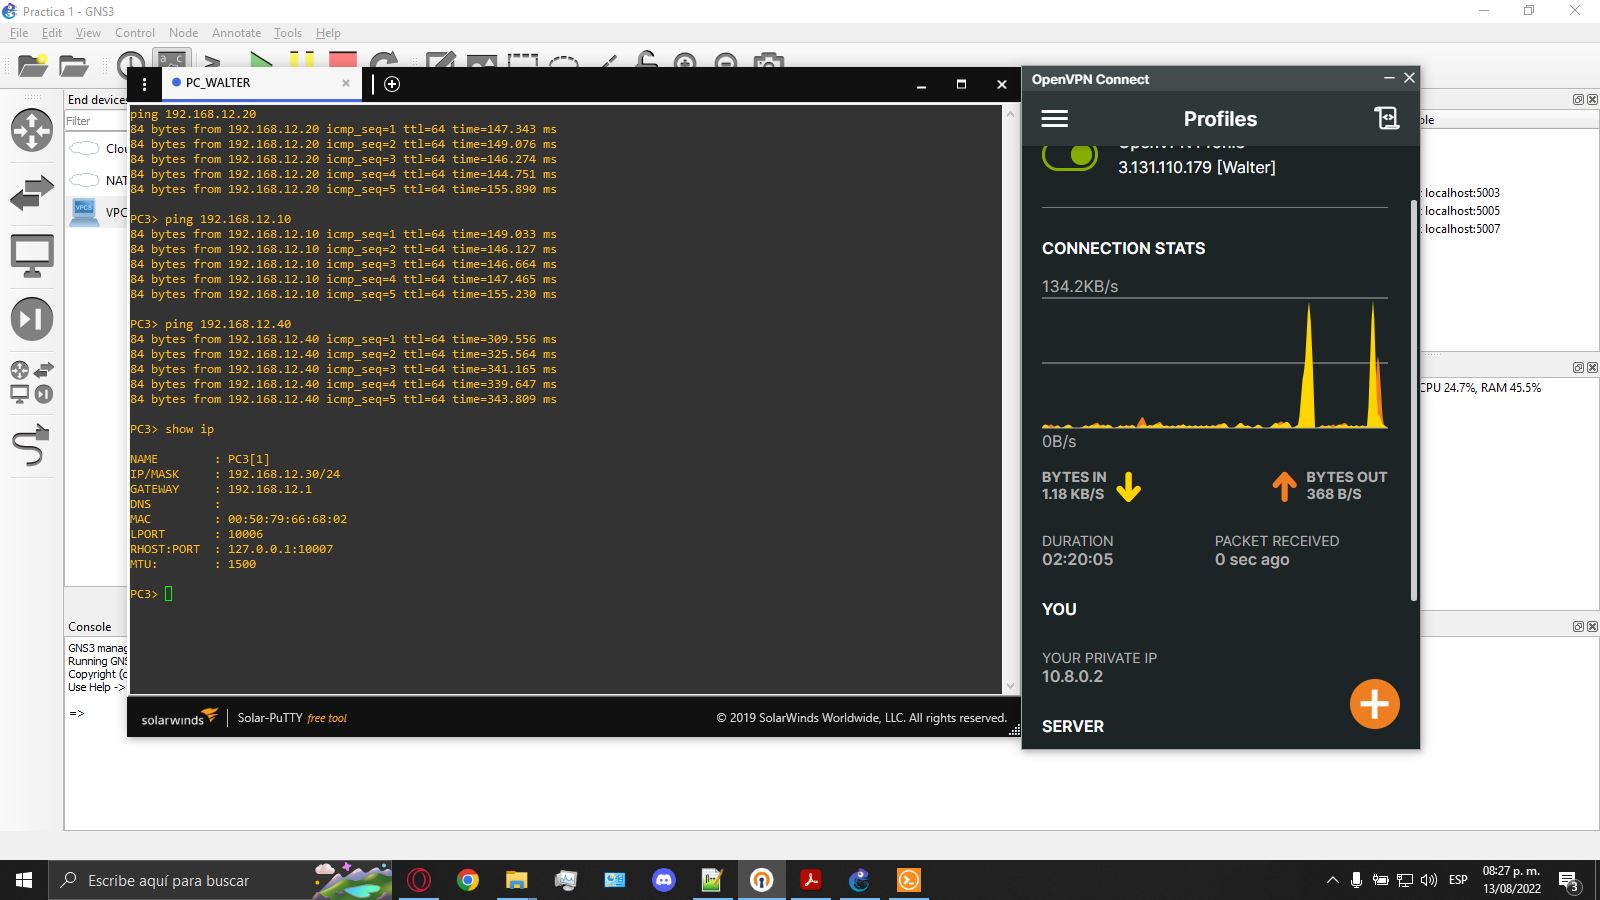 Practica 1 - GNS3
File Edit View Control Node Annotate Tools Help
End devices
Filter
Clou
NAT
VPC
VPCS
PC_WALTER
ping 192.168.12.20
84 bytes from 192.168.12.20 icmp_seq=1 ttl=64 time=147.343 ms
84 bytes from 192.168.12.20 icmp_seq=2 ttl=64 time=149.076 ms
84 bytes from 192.168.12.20 icmp_seq=3 ttl=64 time=146.274 ms
84 bytes from 192.168.12.20 icmp_seq=4 ttl=64 time=144.751 ms
84 bytes from 192.168.12.20 icmp_seq=5 ttl=64 time=155.890 ms
PC3> ping 192.168.12.10
84 bytes from 192.168.12.10 icmp_seq=1 ttl=64 time=149.033 ms
84 bytes from 192.168.12.10 icmp_seq=2 ttl=64 time=146.127 ms
84 bytes from 192.168.12.10 icmp_seq=3 ttl=64 time=146.664 ms
84 bytes from 192.168.12.10 icmp_seq=4 ttl=64 time=147.465 ms
84 bytes from 192.168.12.10 icmp_seq=5 ttl=64 time=155.230 ms
PC3> ping 192.168.12.40
84 bytes from 192.168.12.40 icmp_seq=1 ttl=64 time=309.556 ms
84 bytes from 192.168.12.40 icmp_seq=2 ttl=64 time=325.564 ms
84 bytes from 192.168.12.40 icmp_seq=3 ttl=64 time=341.165 ms
84 bytes from 192.168.12.40 icmp_seq=4 ttl=64 time=339.647 ms
84 bytes from 192.168.12.40 icmp_seq=5 ttl=64 time=343.809 ms
PC3> show ip
NAME : PC3[1]
IP/MASK : 192.168.12.30/24
GATEWAY : 192.168.12.1
DNS :
MAC : 00:50:79:66:68:02
LPORT : 10006
RHOST:PORT : 127.0.0.1:10007
MTU: : 1500
PC3>
solarwinds Solar-PuTTY free tool © 2019 SolarWinds Worldwide, LLC. All rights reserved.
OpenVPN Connect
Profiles
OpenVPN Profile
3.131.110.179 [Walter]
CONNECTION STATS
134.2KB/s
0B/s
BYTES IN
1.18 KB/S
BYTES OUT
368 B/S
DURATION
02:20:05
PACKET RECEIVED
0 sec ago
YOU
YOUR PRIVATE IP
10.8.0.2
SERVER
ole
: localhost:5003
: localhost:5005
: localhost:5007
CPU 24.7%, RAM 45.5%
Console
GNS3 manag
Running GNS
Copyright (c
Use Help ->
=>
Escribe aquí para buscar
ESP
08:27 p. m.
13/08/2022
3